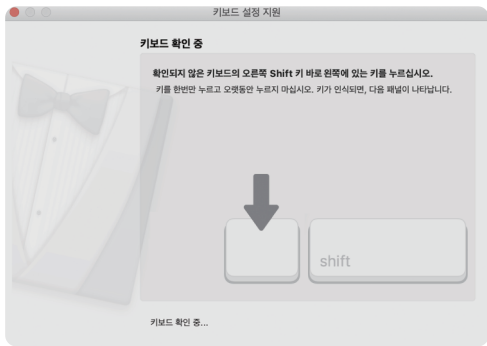 키보드 설정 지원
키보드 확인 중
확인되지 않은 키보드의 오른쪽 Shift 키 바로 왼쪽에 있는 키를 누르십시오.
키를 한번만 누르고 오랫동안 누르지 마십시오. 키가 인식되면, 다음 패널이 나타납니다.
shift
키보드 확인 중...